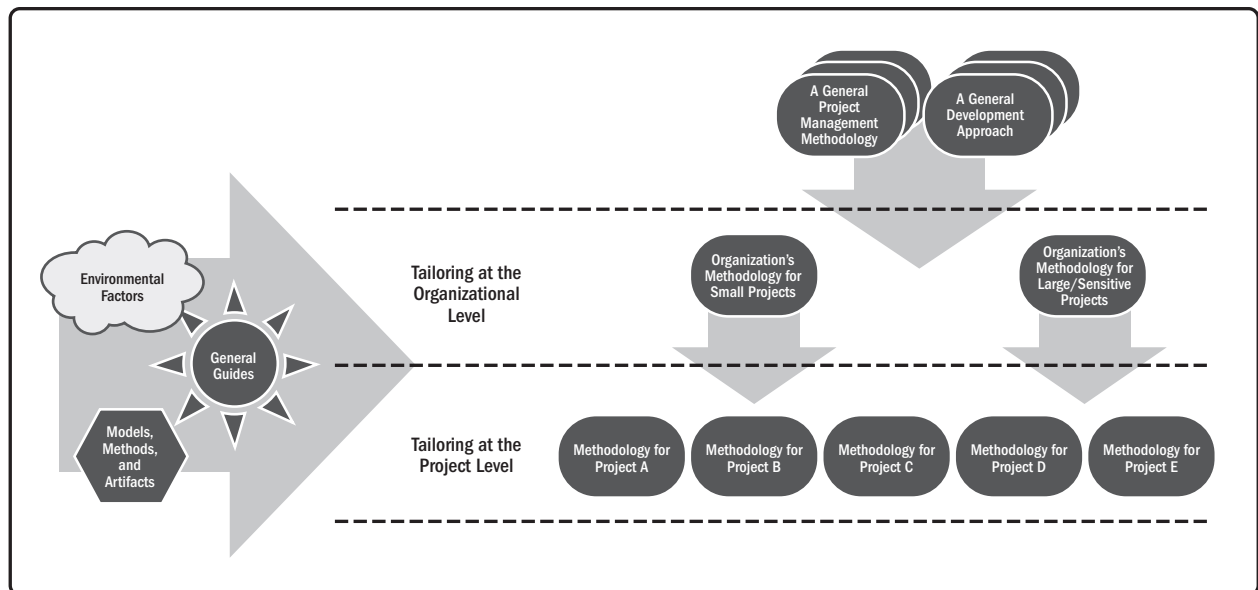 A General
Project
Management
Methodology
A General
Development
Approach
Environmental
Factors
General
Guides
Models,
Methods,
and
Artifacts
Tailoring at the
Organizational
Level
Organization's
Methodology for
Small Projects
Organization's
Methodology for
Large/Sensitive
Projects
Tailoring at the
Project Level
Methodology for
Project A
Methodology for
Project B
Methodology for
Project C
Methodology for
Project D
Methodology for
Project E